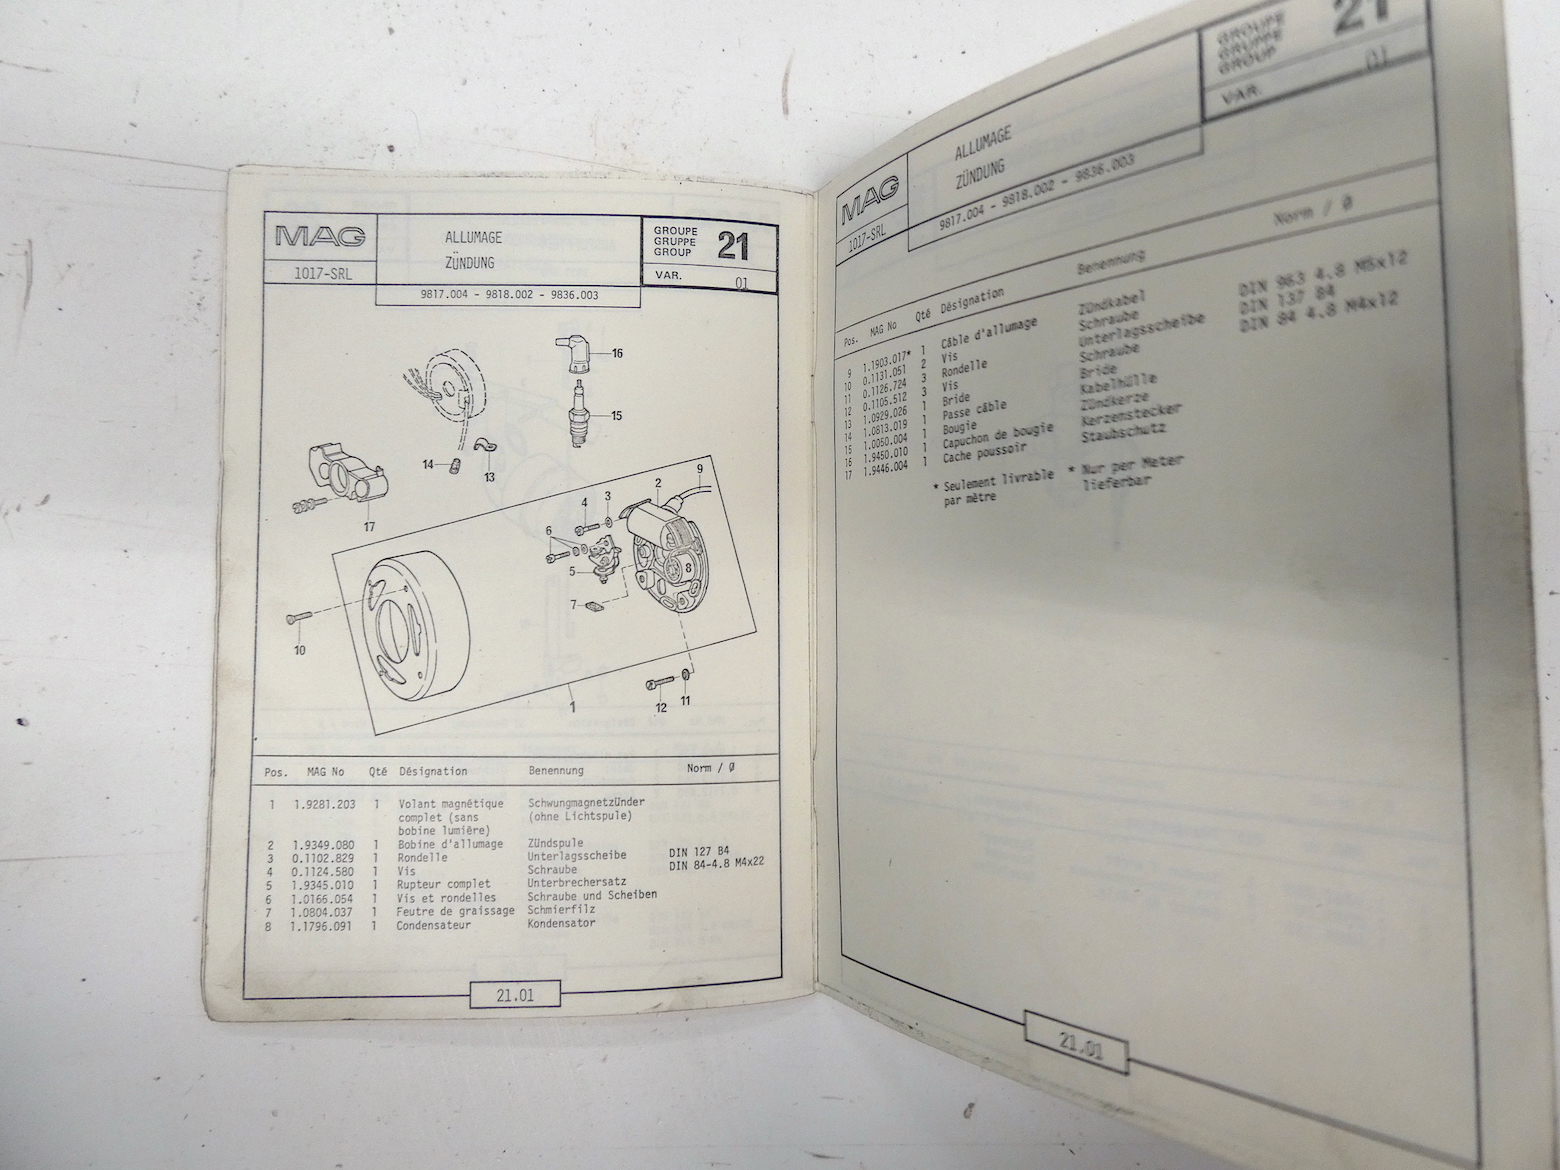 MAG
1017-SRL
ALLUMAGE
ZÜNDUNG
9817.004 - 9818.002 - 9836.003
GROUPE
GRUPPE
GROUP
21
VAR. 01
16
15
14
13
17
9
2
3
4
6
5
8
7
10
1
12
11
Pos. MAG No Qté Désignation Benennung Norm / Ø
1 1.9281.203 1 Volant magnétique SchwungmagnetzÜnder
complet (sans (ohne Lichtspule)
bobine lumière)
2 1.9349.080 1 Bobine d'allumage Zündspule
3 0.1102.829 1 Rondelle Unterlagsscheibe DIN 127 B4
4 0.1124.580 1 Vis Schraube DIN 84-4.8 M4x22
5 1.9345.010 1 Rupteur complet Unterbrechersatz
6 1.0166.054 1 Vis et rondelles Schraube und Scheiben
7 1.0804.037 1 Feutre de graissage Schmierfilz
8 1.1796.091 1 Condensateur Kondensator
21.01
MAG
1017-SRL
ALLUMAGE
ZÜNDUNG
9817.004 - 9818.002 - 9836.003
GROUPE
GRUPPE
GROUP
21
VAR. 01
Pos. MAG No Qté Désignation Benennung Norm / Ø
9 1.1903.017* 1 Câble d'allumage Zündkabel
10 0.1131.051 2 Vis Schraube DIN 963 4.8 M5x12
11 0.1126.724 3 Rondelle Unterlagsscheibe DIN 137 B4
12 0.1105.512 3 Vis Schraube DIN 84 4.8 M4x12
13 1.0929.026 1 Bride Bride
14 1.0813.019 1 Passe câble Kabelhülle
15 1.0050.004 1 Bougie Zündkerze
16 1.9450.010 1 Capuchon de bougie Kerzenstecker
17 1.9446.004 1 Cache poussoir Staubschutz
* Seulement livrable * Nur per Meter
par mètre lieferbar
21.01